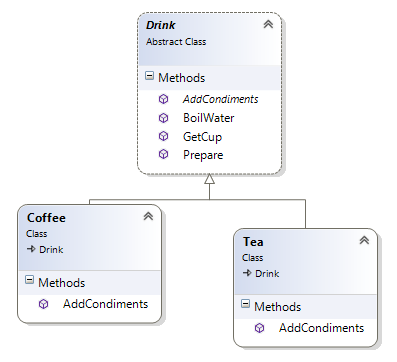 Drink
Abstract Class
Methods
AddCondiments
BoilWater
GetCup
Prepare
Coffee
Class
Drink
Methods
AddCondiments
Tea
Class
Drink
Methods
AddCondiments